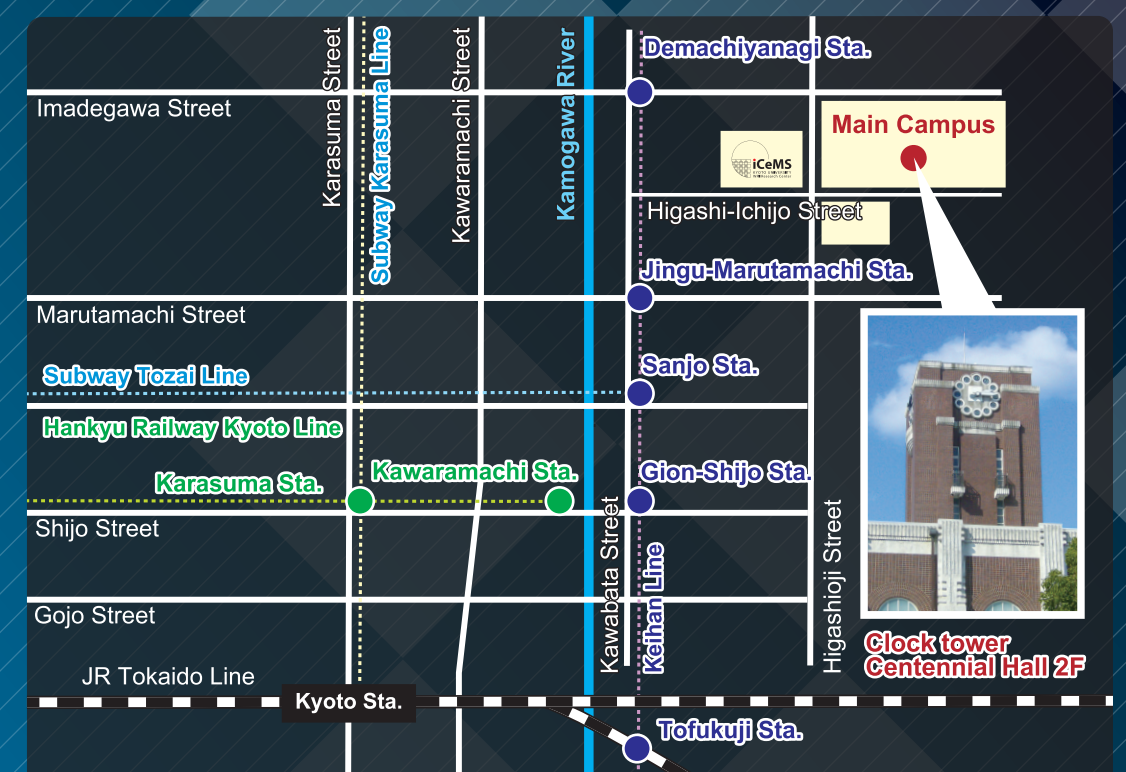 Demachiyanagi Sta.
Imadegawa Street
Karasuma Street
Subway Karasuma Line
Kawaramachi Street
Kamogawa River
Main Campus
iCeMS
KYOTO UNIVERSITY
Higashi-Ichijo Street
Jingu-Marutamachi Sta.
Marutamachi Street
Subway Tozai Line
Sanjo Sta.
Hankyu Railway Kyoto Line
Karasuma Sta.
Kawaramachi Sta.
Gion-Shijo Sta.
Shijo Street
Kawabata Street
Keihan Line
Higashioji Street
Gojo Street
Clock tower
Centennial Hall 2F
JR Tokaido Line
Kyoto Sta.
Tofukuji Sta.